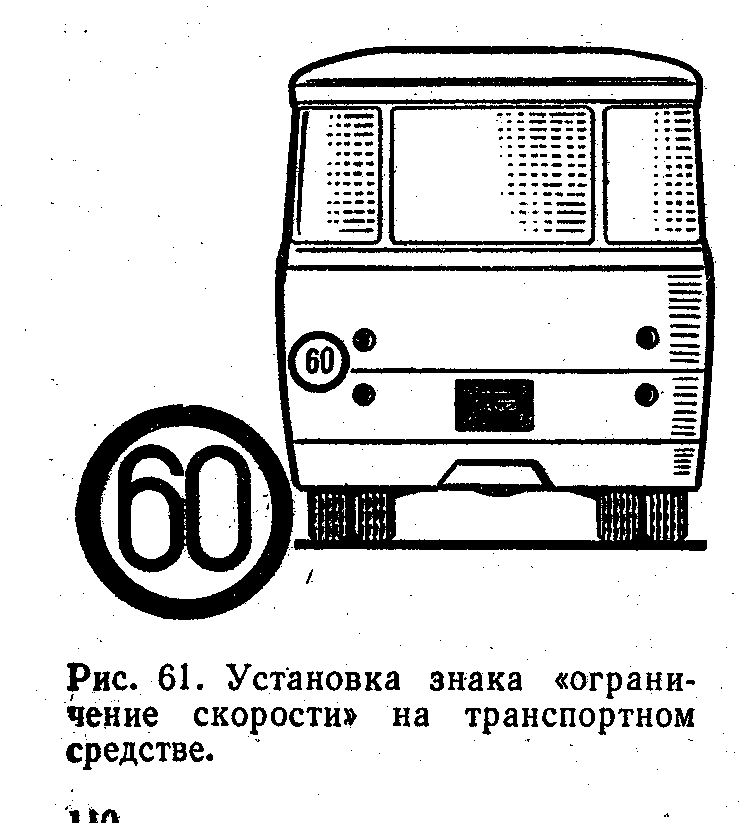 60
60
Рис. 61. Установка знака «ограни-
чение скорости» на транспортном
средстве.